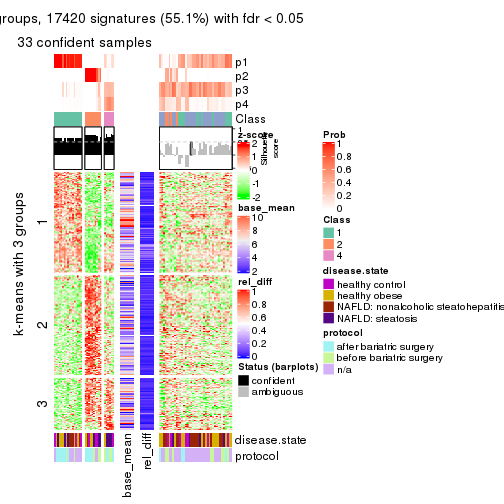 groups, 17420 signatures (55.1%) with fdr < 0.05
33 confident samples
p1
p2
p3
p4
Class
1
Silhouette
score
z-score
2
1
0
-1
-2
base_mean
10
8
6
4
2
rel_diff
1
0.8
0.6
0.4
0.2
0
Status (barplots)
confident
ambiguous
k-means with 3 groups
1
2
3
disease.state
protocol
base_mean
rel_diff
Prob
1
0.8
0.6
0.4
0.2
0
Class
1
2
4
disease.state
healthy control
healthy obese
NAFLD: nonalcoholic steatohepatitis
NAFLD: steatosis
protocol
after bariatric surgery
before bariatric surgery
n/a